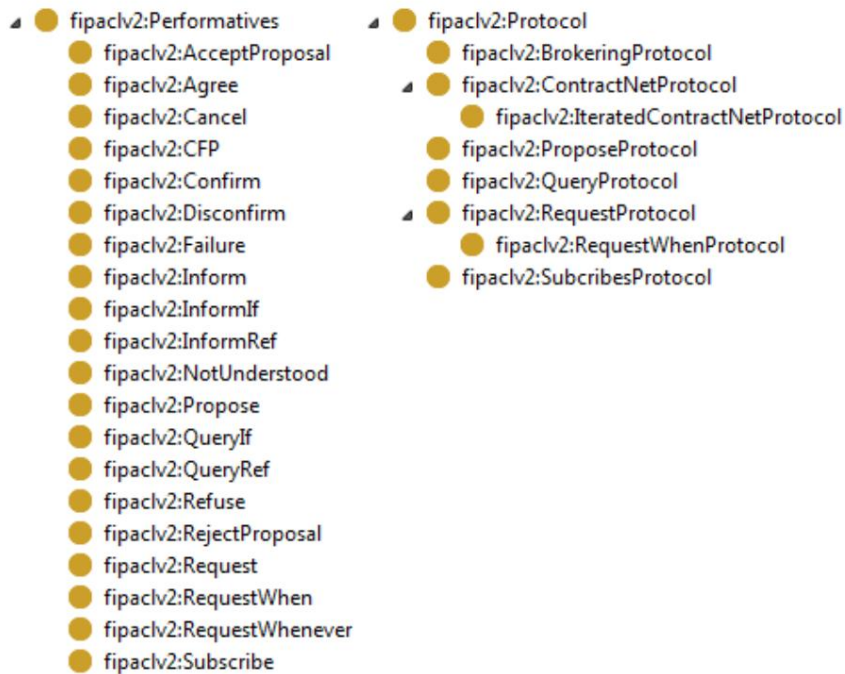 fipaclv2:Performatives
fipaclv2:AcceptProposal
fipaclv2:Agree
fipaclv2:Cancel
fipaclv2:CFP
fipaclv2:Confirm
fipaclv2:Disconfirm
fipaclv2:Failure
fipaclv2:Inform
fipaclv2:InformIf
fipaclv2:InformRef
fipaclv2:NotUnderstood
fipaclv2:Propose
fipaclv2:QueryIf
fipaclv2:QueryRef
fipaclv2:Refuse
fipaclv2:RejectProposal
fipaclv2:Request
fipaclv2:RequestWhen
fipaclv2:RequestWhenever
fipaclv2:Subscribe
fipaclv2:Protocol
fipaclv2:BrokeringProtocol
fipaclv2:ContractNetProtocol
fipaclv2:IteratedContractNetProtocol
fipaclv2:ProposeProtocol
fipaclv2:QueryProtocol
fipaclv2:RequestProtocol
fipaclv2:RequestWhenProtocol
fipaclv2:SubcribesProtocol